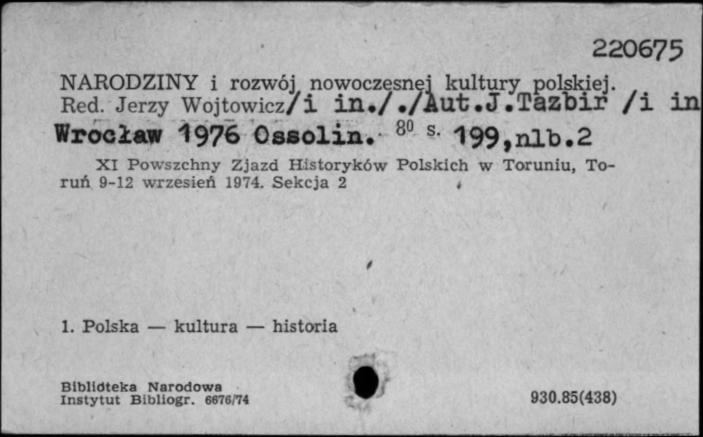 220675
NARODZINY i rozwój nowoczesnej kultury polskiej.
Red. Jerzy Wojtowicz/i in././Aut.J.Tazbir /i in
Wrocław 1976 Ossolin. 8⁰ s. 199,nlb.2
XI Powszchny Zjazd Historyków Polskich w Toruniu, To-
ruń 9-12 wrzesień 1974. Sekcja 2
1. Polska — kultura — historia
Biblioteka Narodowa
Instytut Bibliogr. 6676/74
930.85(438)